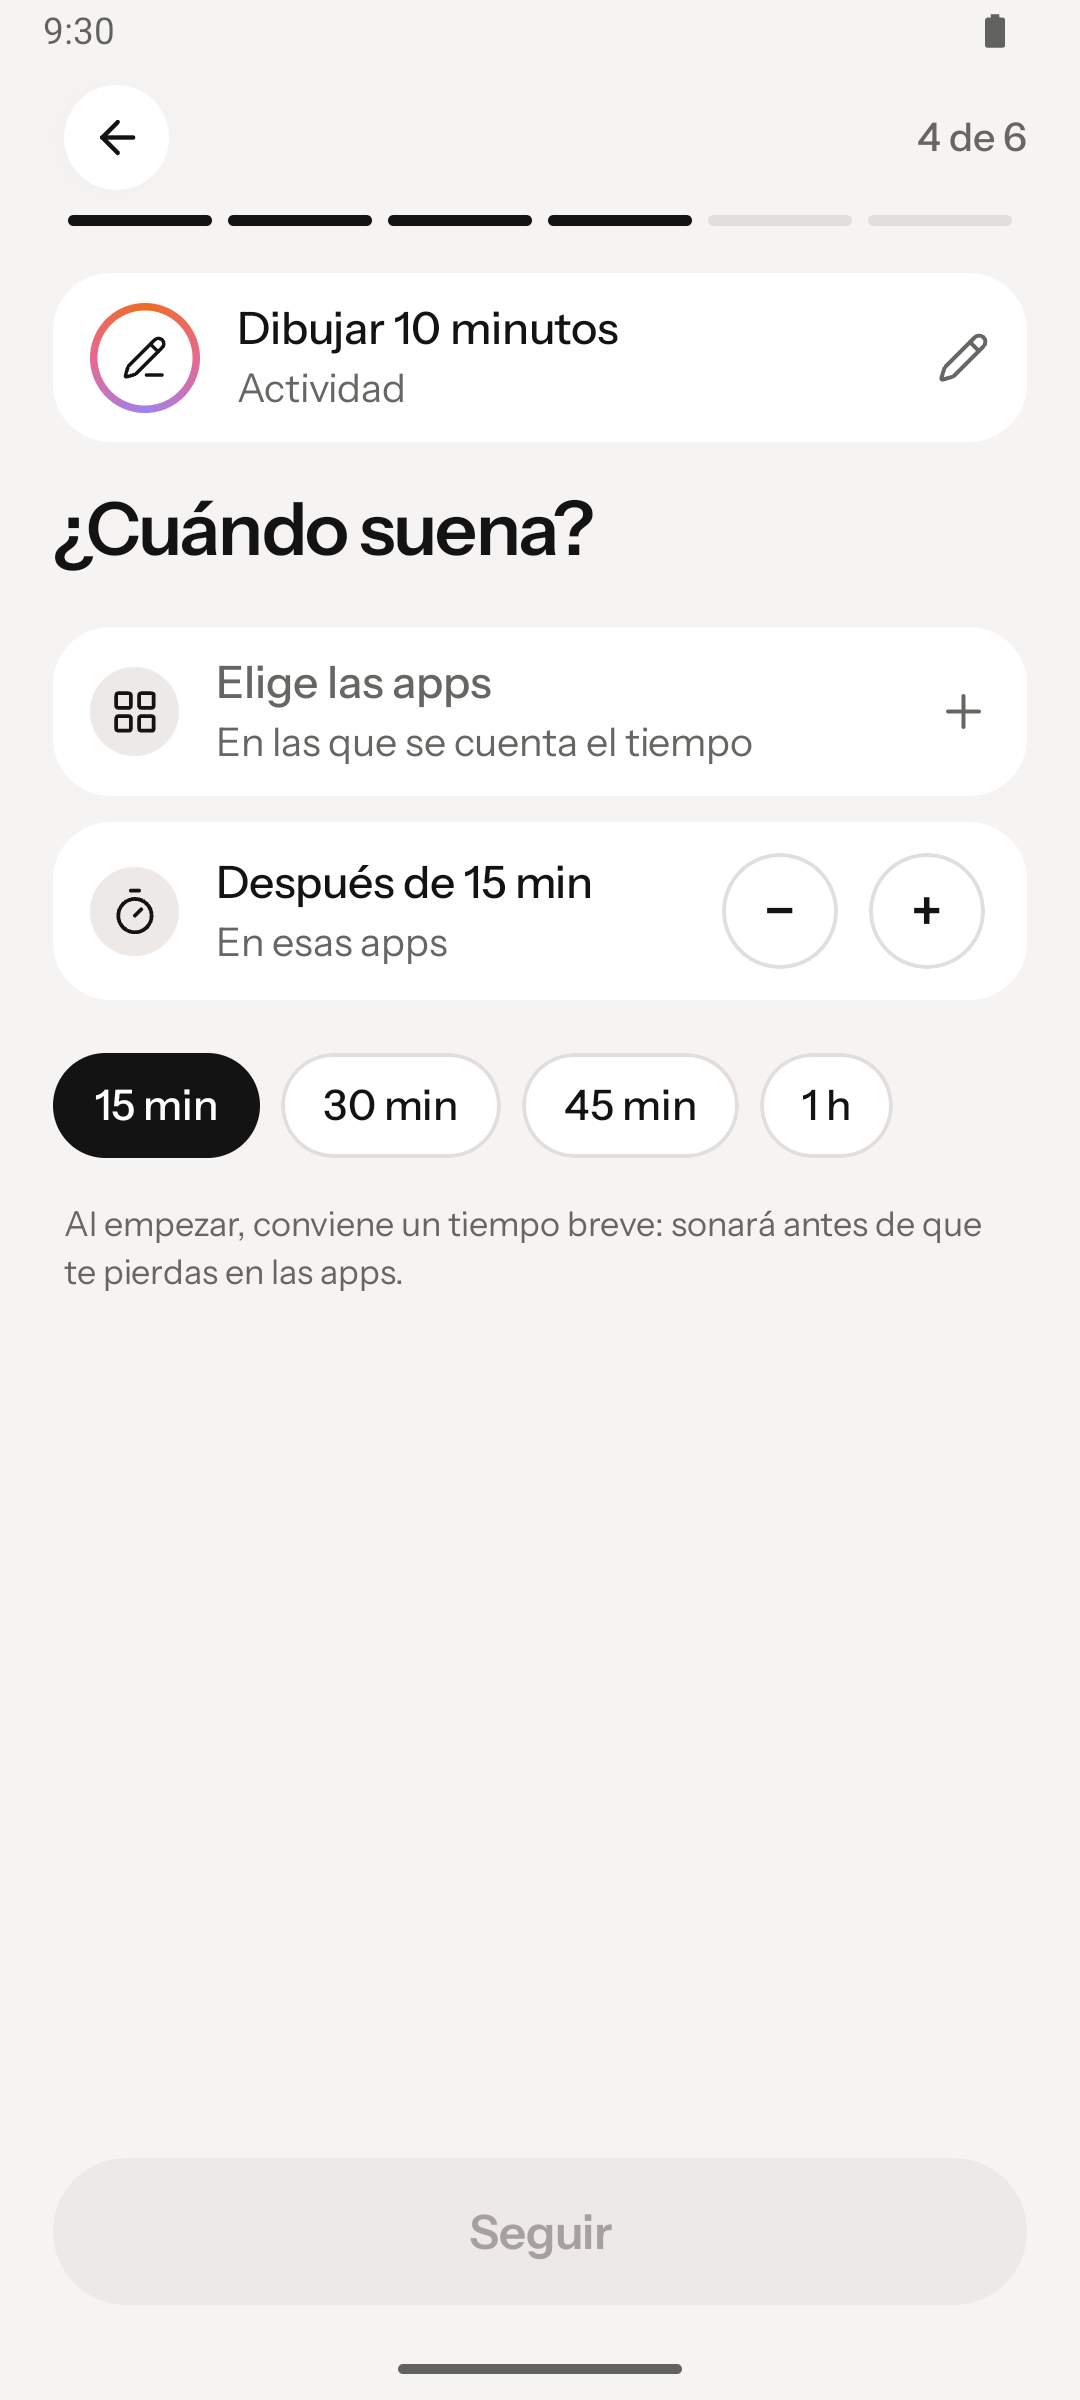 9:30
4 de 6
Dibujar 10 minutos
Actividad
¿Cuándo suena?
Elige las apps
En las que se cuenta el tiempo
Después de 15 min
En esas apps
15 min
30 min
45 min
1 h
Al empezar, conviene un tiempo breve: sonará antes de que
te pierdas en las apps.
Seguir